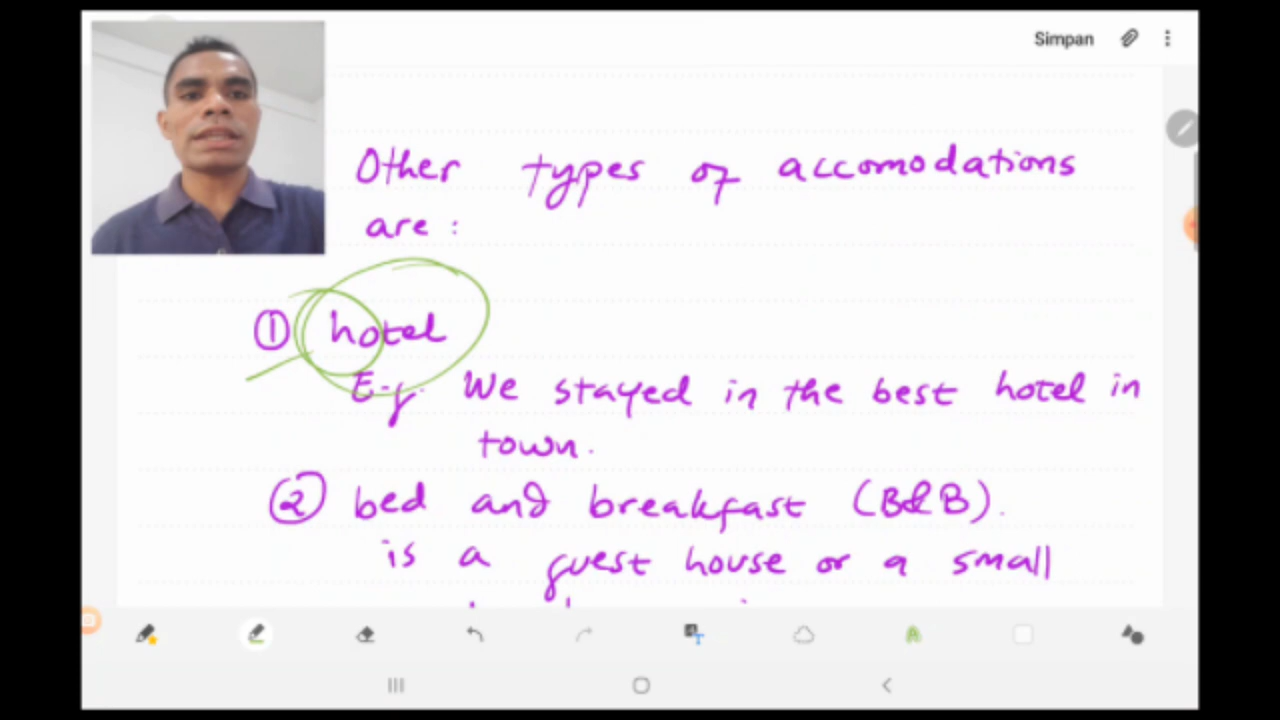 Simpan
Other types of accomodations
are :
① hotel
E.g. We stayed in the best hotel in
town.
② bed and breakfast (B&B).
is a guest house or a small